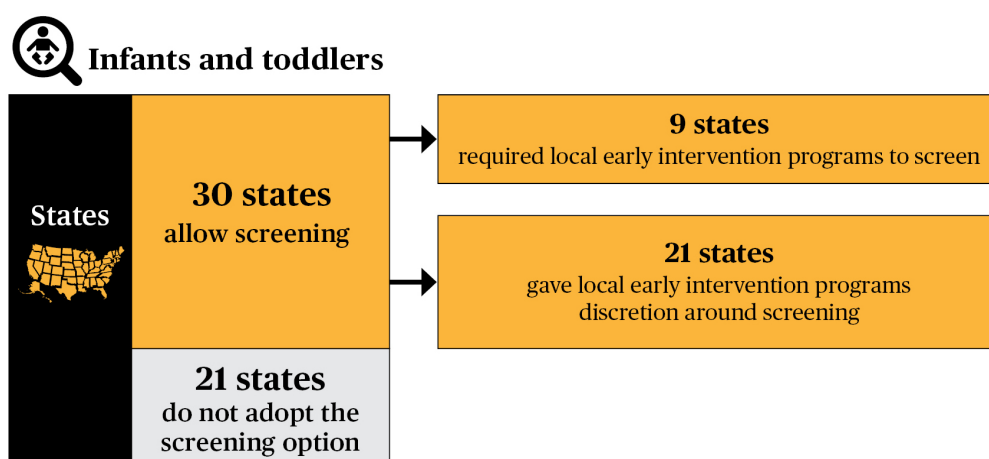 Infants and toddlers
States
30 states
allow screening
21 states
do not adopt the
screening option
9 states
required local early intervention programs to screen
21 states
gave local early intervention programs
discretion around screening